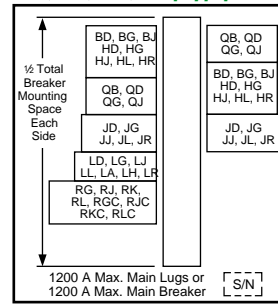 ½ Total
Breaker
Mounting
Space
Each
Side
BD, BG, BJ
HD, HG
HJ, HL, HR
QB, QD
QG, QJ
JD, JG
JJ, JL, JR
LD, LG, LJ
LL, LA, LH, LR
RG, RJ, RK,
RL, RGC, RJC
RKC, RLC
QB, QD
QG, QJ
BD, BG, BJ
HD, HG
HJ, HL, HR
JD, JG
JJ, JL, JR
1200 A Max. Main Lugs or
1200 A Max. Main Breaker
S/N